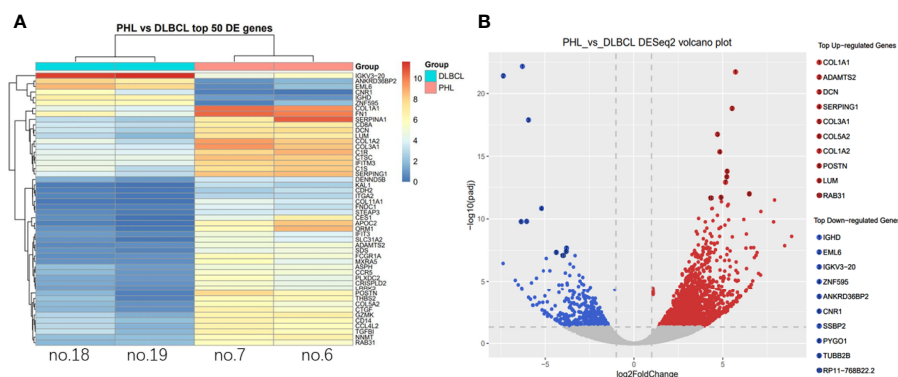 A
PHL vs DLBCL top 50 DE genes
Group
IGKV3-20
ANKRD36BP2
EML6
CNR1
IGHD
ZNF595
COL1A1
FN1
SERPINA1
CD8A
DCN
LUM
COL1A2
COL3A1
C1R
CTSC
IFITM3
C1S
SERPING1
DENND5B
KAL1
CDH2
ITGA2
COL11A1
FNDC1
STEAP3
CES1
APOC2
ORM1
IFIT3
SLC31A2
ADAMTS2
SDS
FCGR1A
MXRA5
ASPH
CCR5
PLXDC2
CRISPLD2
POSTN
THBS2
COL5A2
CTGF
GZMK
CD14
CCL4L2
TGFBI
NNMT
RAB31
Group
DLBCL
PHL
10
8
6
4
2
0
no.18 no.19 no.7 no.6
B
PHL_vs_DLBCL DESeq2 volcano plot
-log10(padj)
20
15
10
5
0
-5 0 5
log2FoldChange
Top Up-regulated Genes
COL1A1
ADAMTS2
DCN
SERPING1
COL3A1
COL5A2
COL1A2
POSTN
LUM
RAB31
Top Down-regulated Genes
IGHD
EML6
IGKV3-20
ZNF595
ANKRD36BP2
CNR1
SSBP2
PYGO1
TUBB2B
RP11-768B22.2